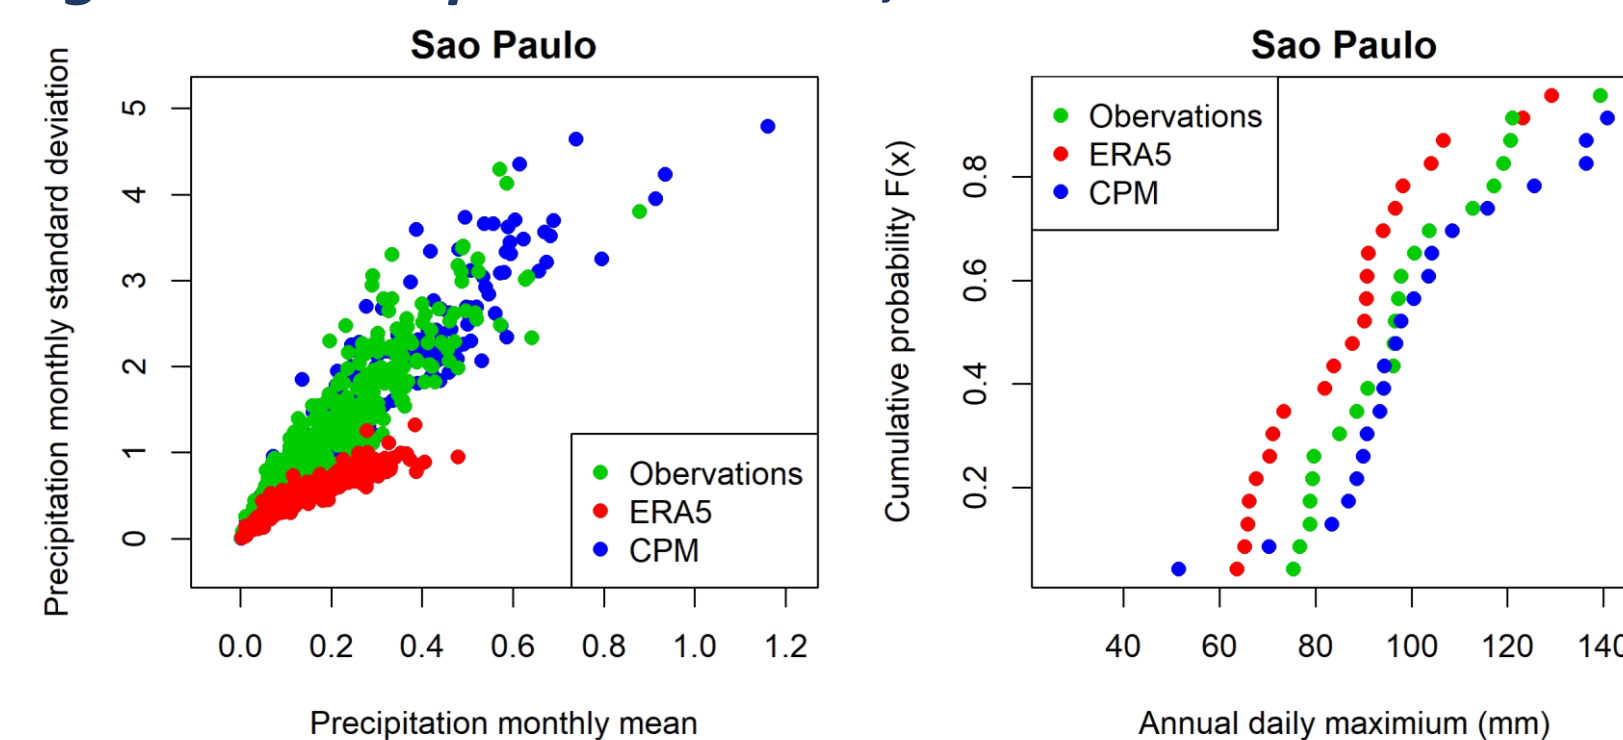 Sao Paulo
Precipitation monthly standard deviation
5
4
3
2
1
0
Obervations
ERA5
CPM
0.0 0.2 0.4 0.6 0.8 1.0 1.2
Precipitation monthly mean
Sao Paulo
Cumulative probability F(x)
0.8
0.6
0.4
0.2
Obervations
ERA5
CPM
40 60 80 100 120 140
Annual daily maximium (mm)